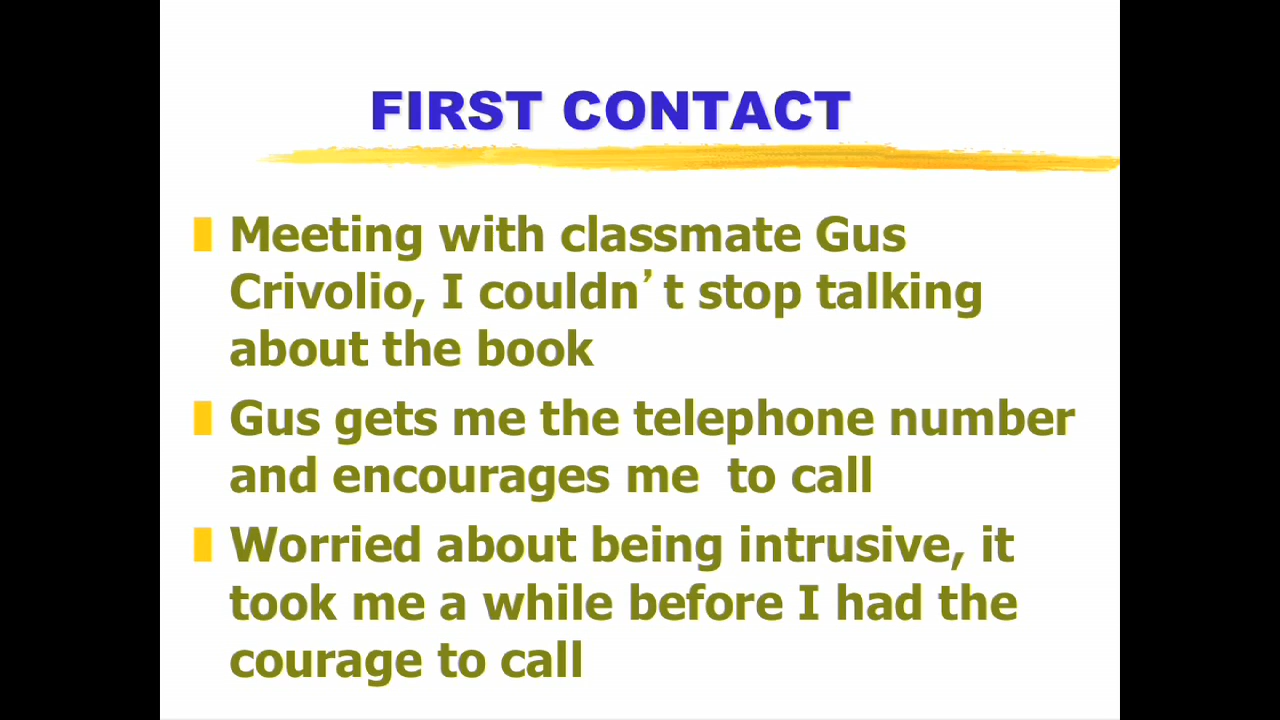 FIRST CONTACT
Meeting with classmate Gus
Crivolio, I couldn’t stop talking
about the book
Gus gets me the telephone number
and encourages me  to call
Worried about being intrusive, it
took me a while before I had the
courage to call